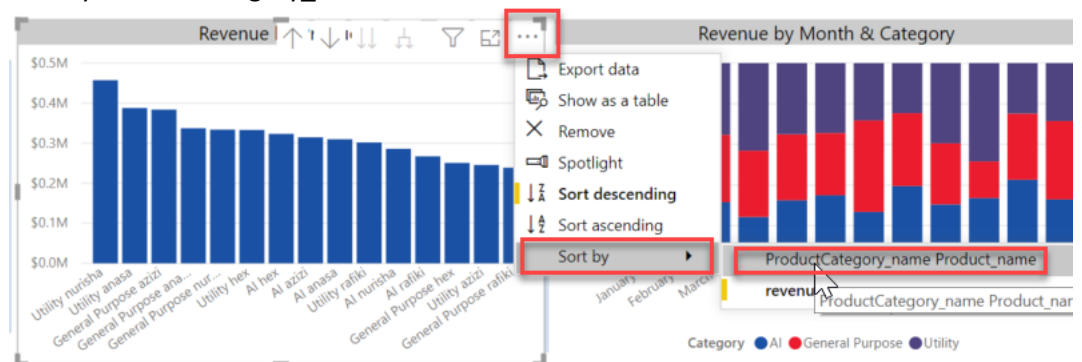 Revenue
Revenue by Month & Category
$0.5M
$0.4M
$0.3M
$0.2M
$0.1M
$0.0M
Utility nurisha
Utility anasa
General Purpose azizi
General Purpose ana...
General Purpose nur...
Utility hex
AI hex
AI azizi
AI anasa
Utility rafiki
AI nurisha
AI rafiki
General Purpose hex
Utility azizi
General Purpose rafiki
Export data
Show as a table
Remove
Spotlight
Sort descending
Sort ascending
Sort by
ProductCategory_name Product_name
revenu
ProductCategory_name Product_nar
January
February
March
Category AI General Purpose Utility